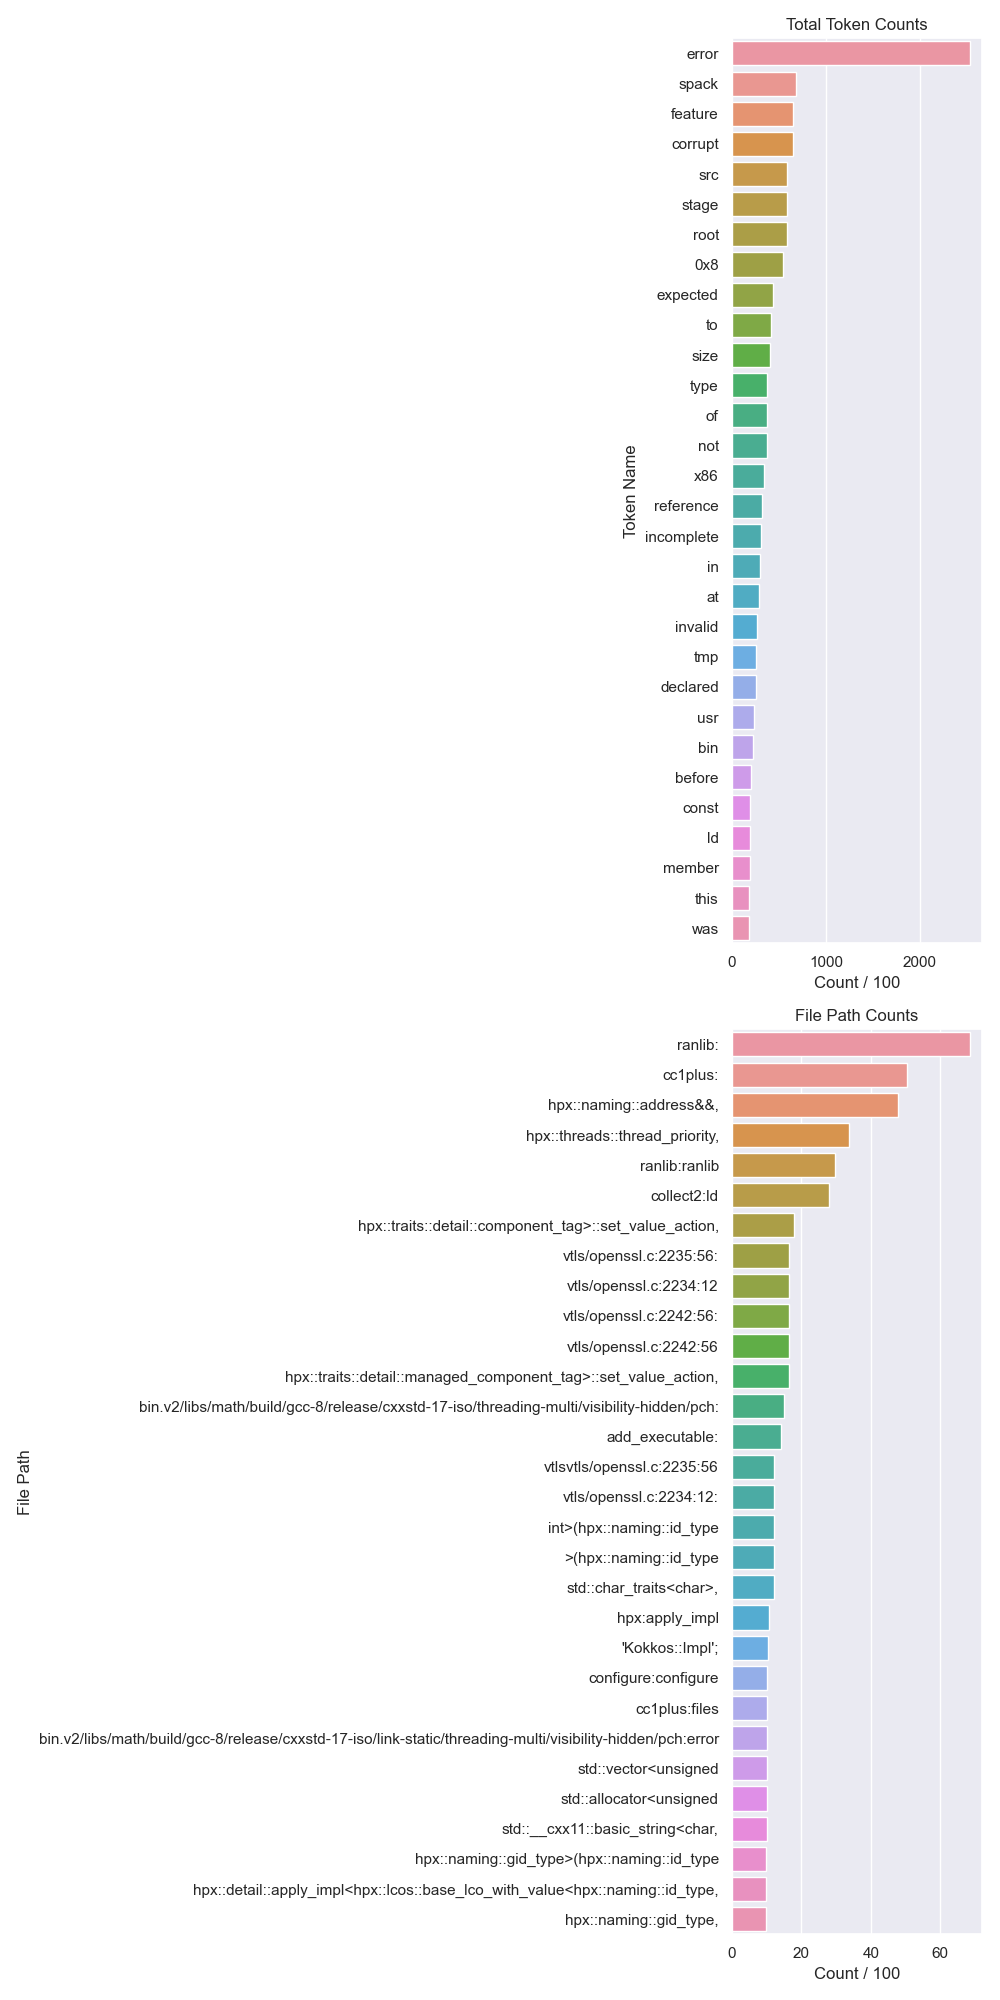 Total Token Counts
error
spack
feature
corrupt
src
stage
root
0x8
expected
to
size
type
of
not
x86
reference
incomplete
in
at
invalid
tmp
declared
usr
bin
before
const
ld
member
this
was
Token Name
0 1000 2000
Count / 100
File Path Counts
ranlib:
cc1plus:
hpx::naming::address&&,
hpx::threads::thread_priority,
ranlib:ranlib
collect2:ld
hpx::traits::detail::component_tag>::set_value_action,
vtls/openssl.c:2235:56:
vtls/openssl.c:2234:12
vtls/openssl.c:2242:56:
vtls/openssl.c:2242:56
hpx::traits::detail::managed_component_tag>::set_value_action,
bin.v2/libs/math/build/gcc-8/release/cxxstd-17-iso/threading-multi/visibility-hidden/pch:
add_executable:
vtlsvtls/openssl.c:2235:56
vtls/openssl.c:2234:12:
int>(hpx::naming::id_type
>(hpx::naming::id_type
std::char_traits<char>,
hpx:apply_impl
'Kokkos::Impl';
configure:configure
cc1plus:files
bin.v2/libs/math/build/gcc-8/release/cxxstd-17-iso/link-static/threading-multi/visibility-hidden/pch:error
std::vector<unsigned
std::allocator<unsigned
std::__cxx11::basic_string<char,
hpx::naming::gid_type>(hpx::naming::id_type
hpx::detail::apply_impl<hpx::lcos::base_lco_with_value<hpx::naming::id_type,
hpx::naming::gid_type,
File Path
0 20 40 60
Count / 100